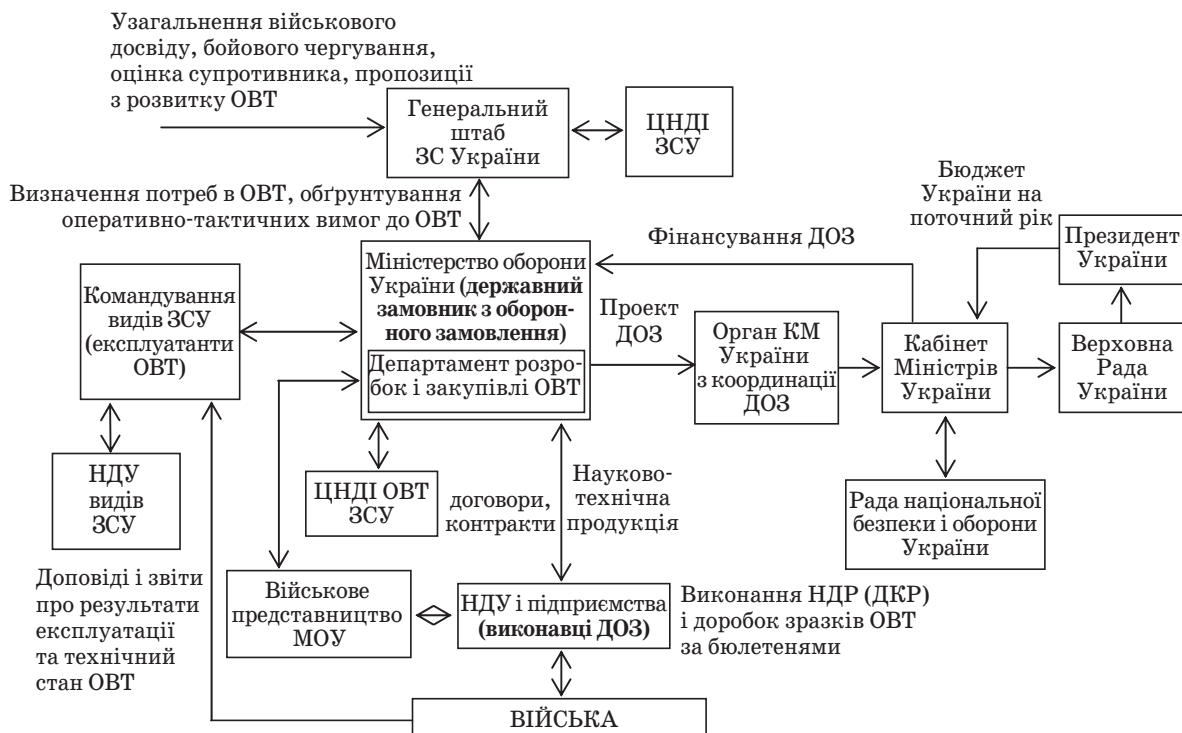 Узагальнення військового
досвіду, бойового чергування,
оцінка супротивника, пропозиції
з розвитку ОВТ
Генеральний
штаб
ЗС України
ЦНДІ
ЗСУ
Визначення потреб в ОВТ, обґрунтування
оперативно-тактичних вимог до ОВТ
Бюджет
України на
поточний рік
Фінансування ДОЗ
Президент
України
Командування
видів ЗСУ
(експлуатанти
ОВТ)
Міністерство оборони
України (державний
замовник з оборон-
ного замовлення)
Департамент розро-
бок і закупівлі ОВТ
Проект
ДОЗ
Орган КМ
України
з координації
ДОЗ
Кабінет
Міністрів
України
Верховна
Рада
України
НДУ
видів
ЗСУ
ЦНДІ ОВТ
ЗСУ
договори,
контракти
Науково-
технічна
продукція
Рада національної
безпеки і оборони
України
Доповіді і звіти
про результати
експлуатації
та технічний
стан ОВТ
Військове
представництво
МОУ
НДУ і підприємства
(виконавці ДОЗ)
Виконання НДР (ДКР)
і доробок зразків ОВТ
за бюлетенями
ВІЙСЬКА